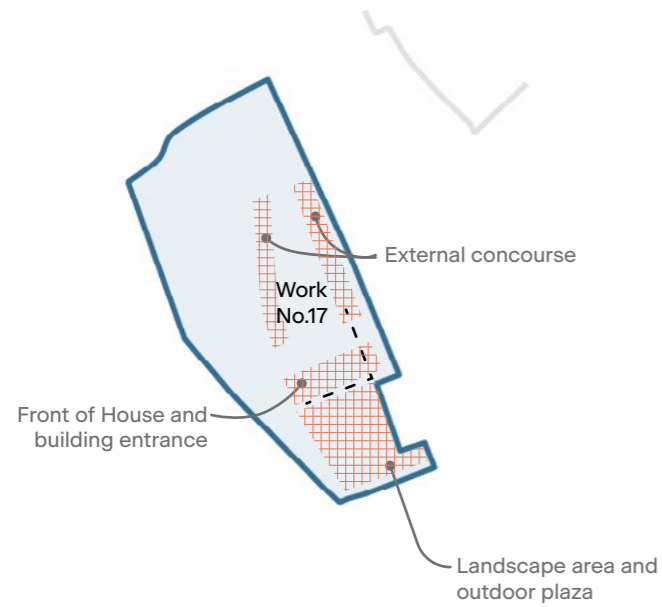 External concourse
Work
No.17
Front of House and
building entrance
Landscape area and
outdoor plaza